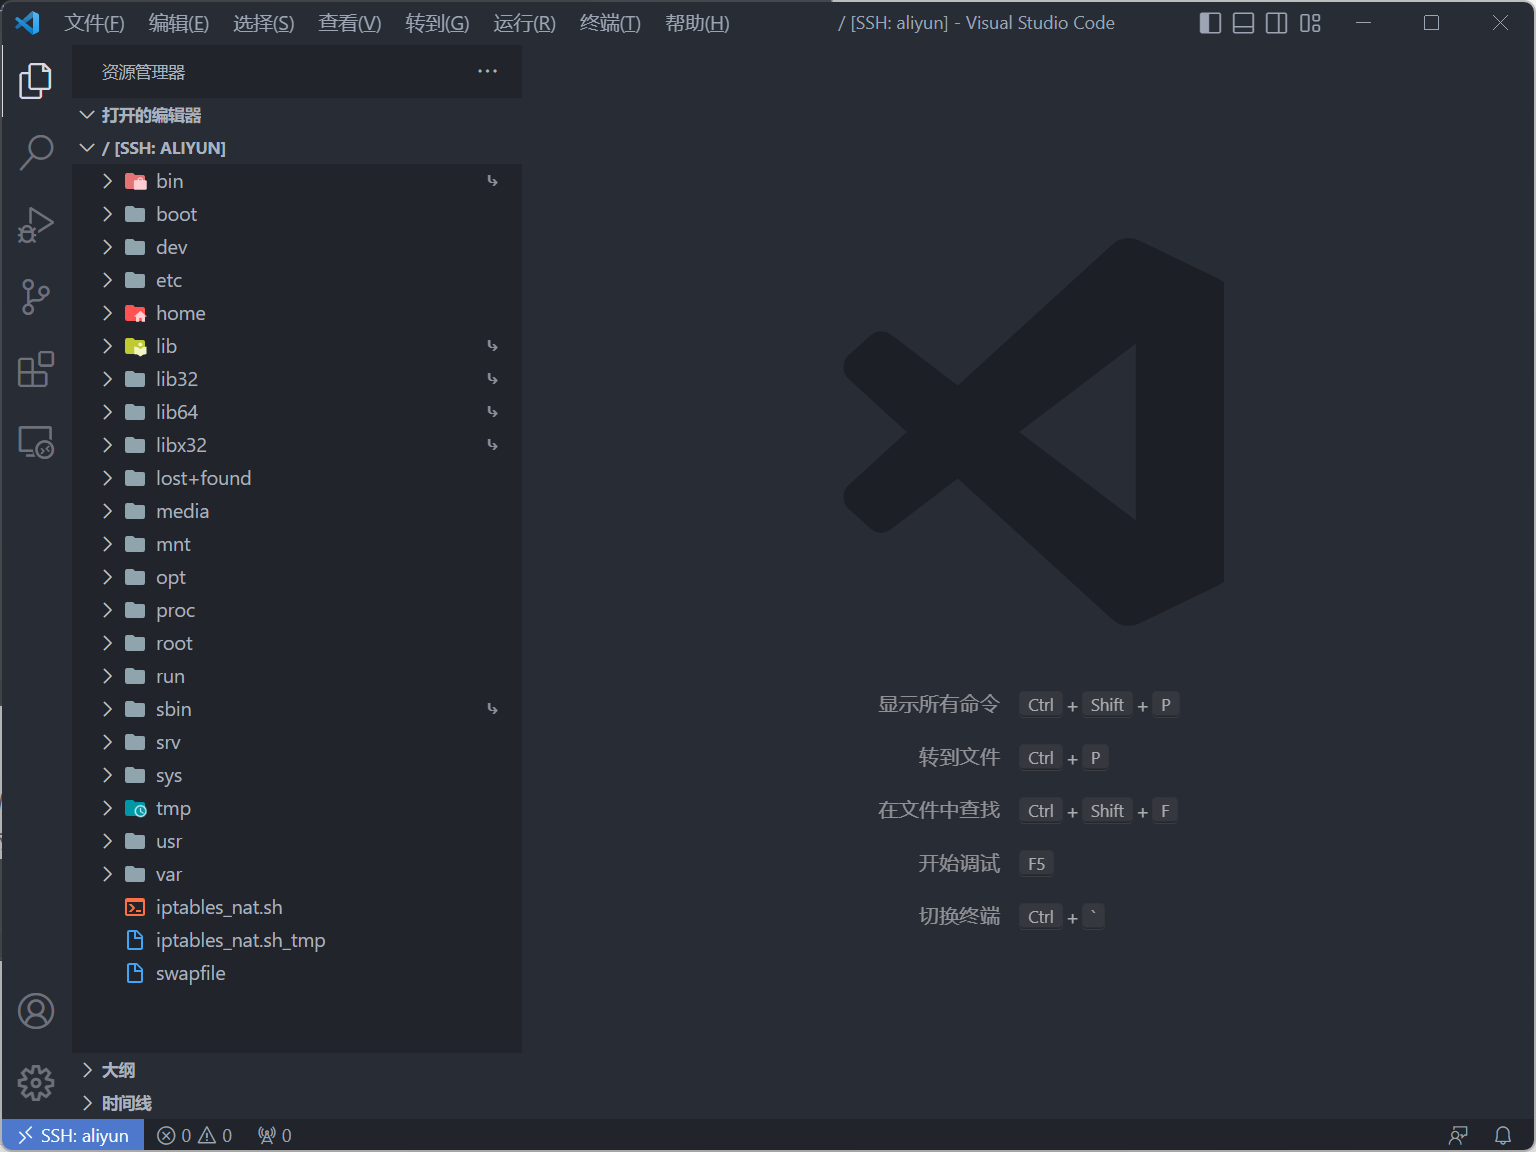 文件(F) 编辑(E) 选择(S) 查看(V) 转到(G) 运行(R) 终端(T) 帮助(H) / [SSH: aliyun] - Visual Studio Code
资源管理器
打开的编辑器
/ [SSH: ALIYUN]
bin
boot
dev
etc
home
lib
lib32
lib64
libx32
lost+found
media
mnt
opt
proc
root
run
sbin
srv
sys
tmp
usr
var
iptables_nat.sh
iptables_nat.sh_tmp
swapfile
大纲
时间线
显示所有命令 Ctrl + Shift + P
转到文件 Ctrl + P
在文件中查找 Ctrl + Shift + F
开始调试 F5
切换终端 Ctrl + `
SSH: aliyun 0 0 0